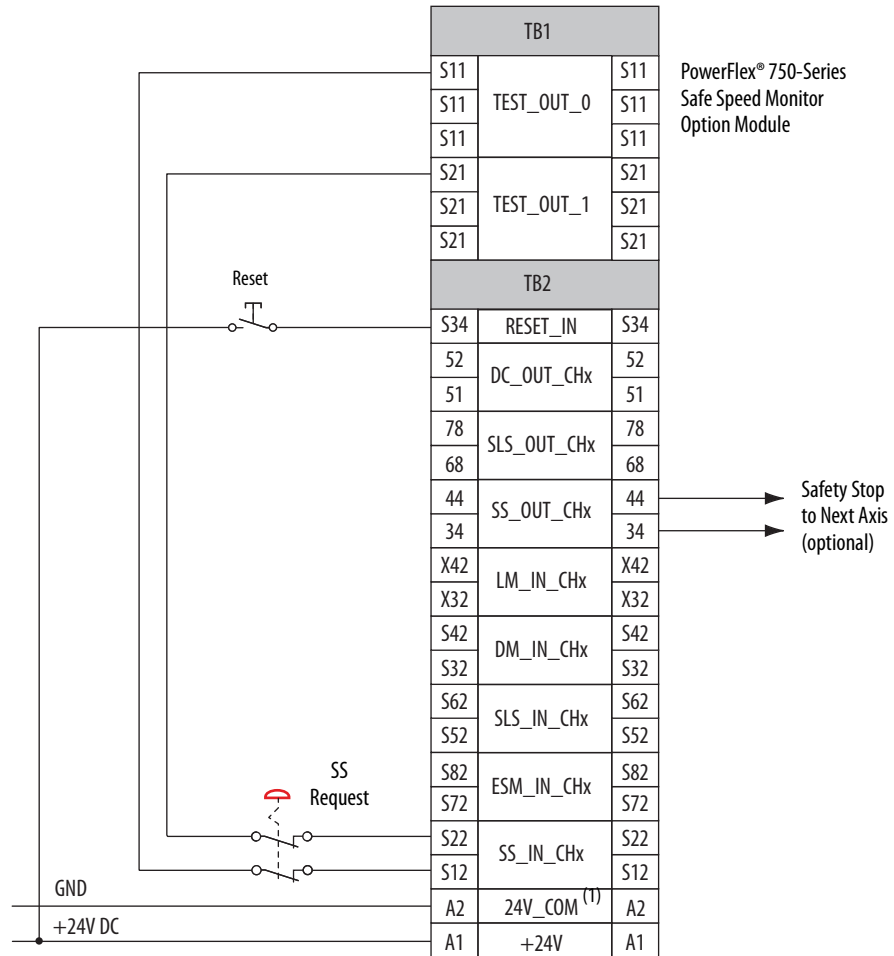 TB1
S11 S11
S11 TEST_OUT_0 S11
S11 S11
PowerFlex® 750-Series
Safe Speed Monitor
Option Module
S21 S21
S21 TEST_OUT_1 S21
S21 S21
TB2
Reset
S34 RESET_IN S34
52 DC_OUT_CHx 52
51 51
78 SLS_OUT_CHx 78
68 68
44 SS_OUT_CHx 44
34 34
Safety Stop
to Next Axis
(optional)
X42 LM_IN_CHx X42
X32 X32
S42 DM_IN_CHx S42
S32 S32
S62 SLS_IN_CHx S62
S52 S52
SS
Request
S82 ESM_IN_CHx S82
S72 S72
S22 SS_IN_CHx S22
S12 S12
GND
A2 24V_COM (1) A2
+24V DC
A1 +24V A1